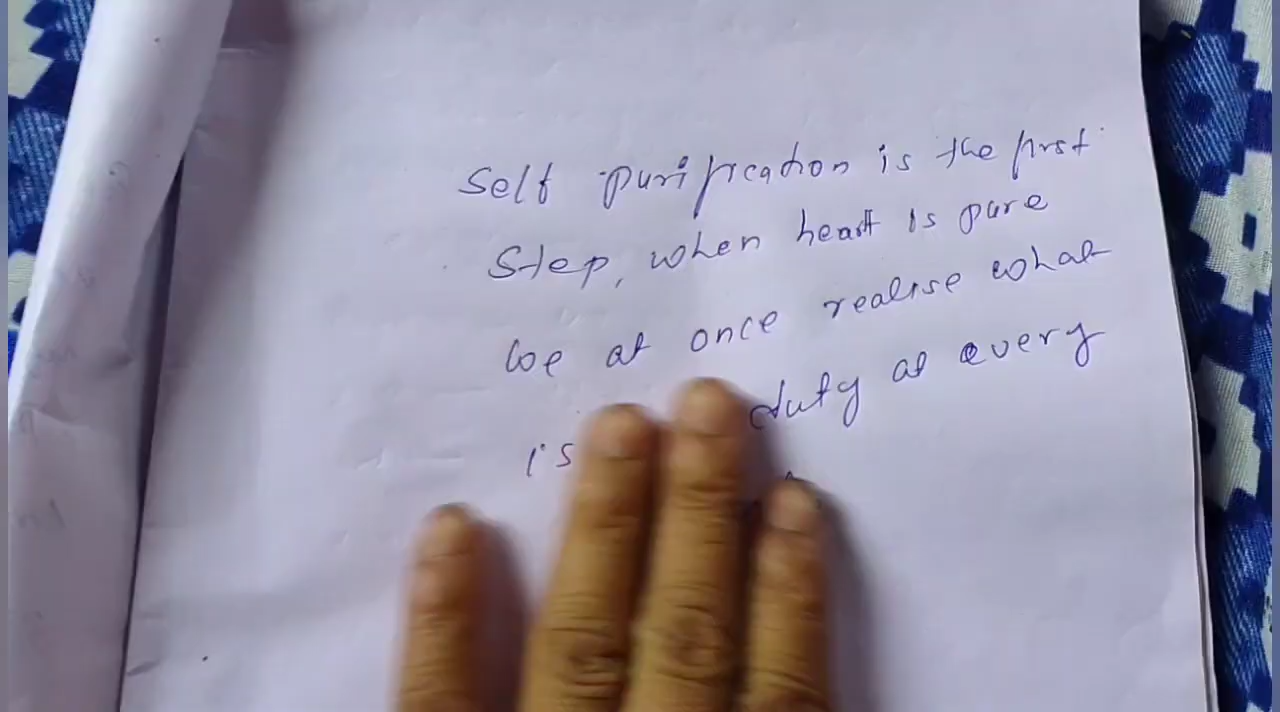 Self purification is the first
Step, when heart is pure
we at once realise what
is duty at every